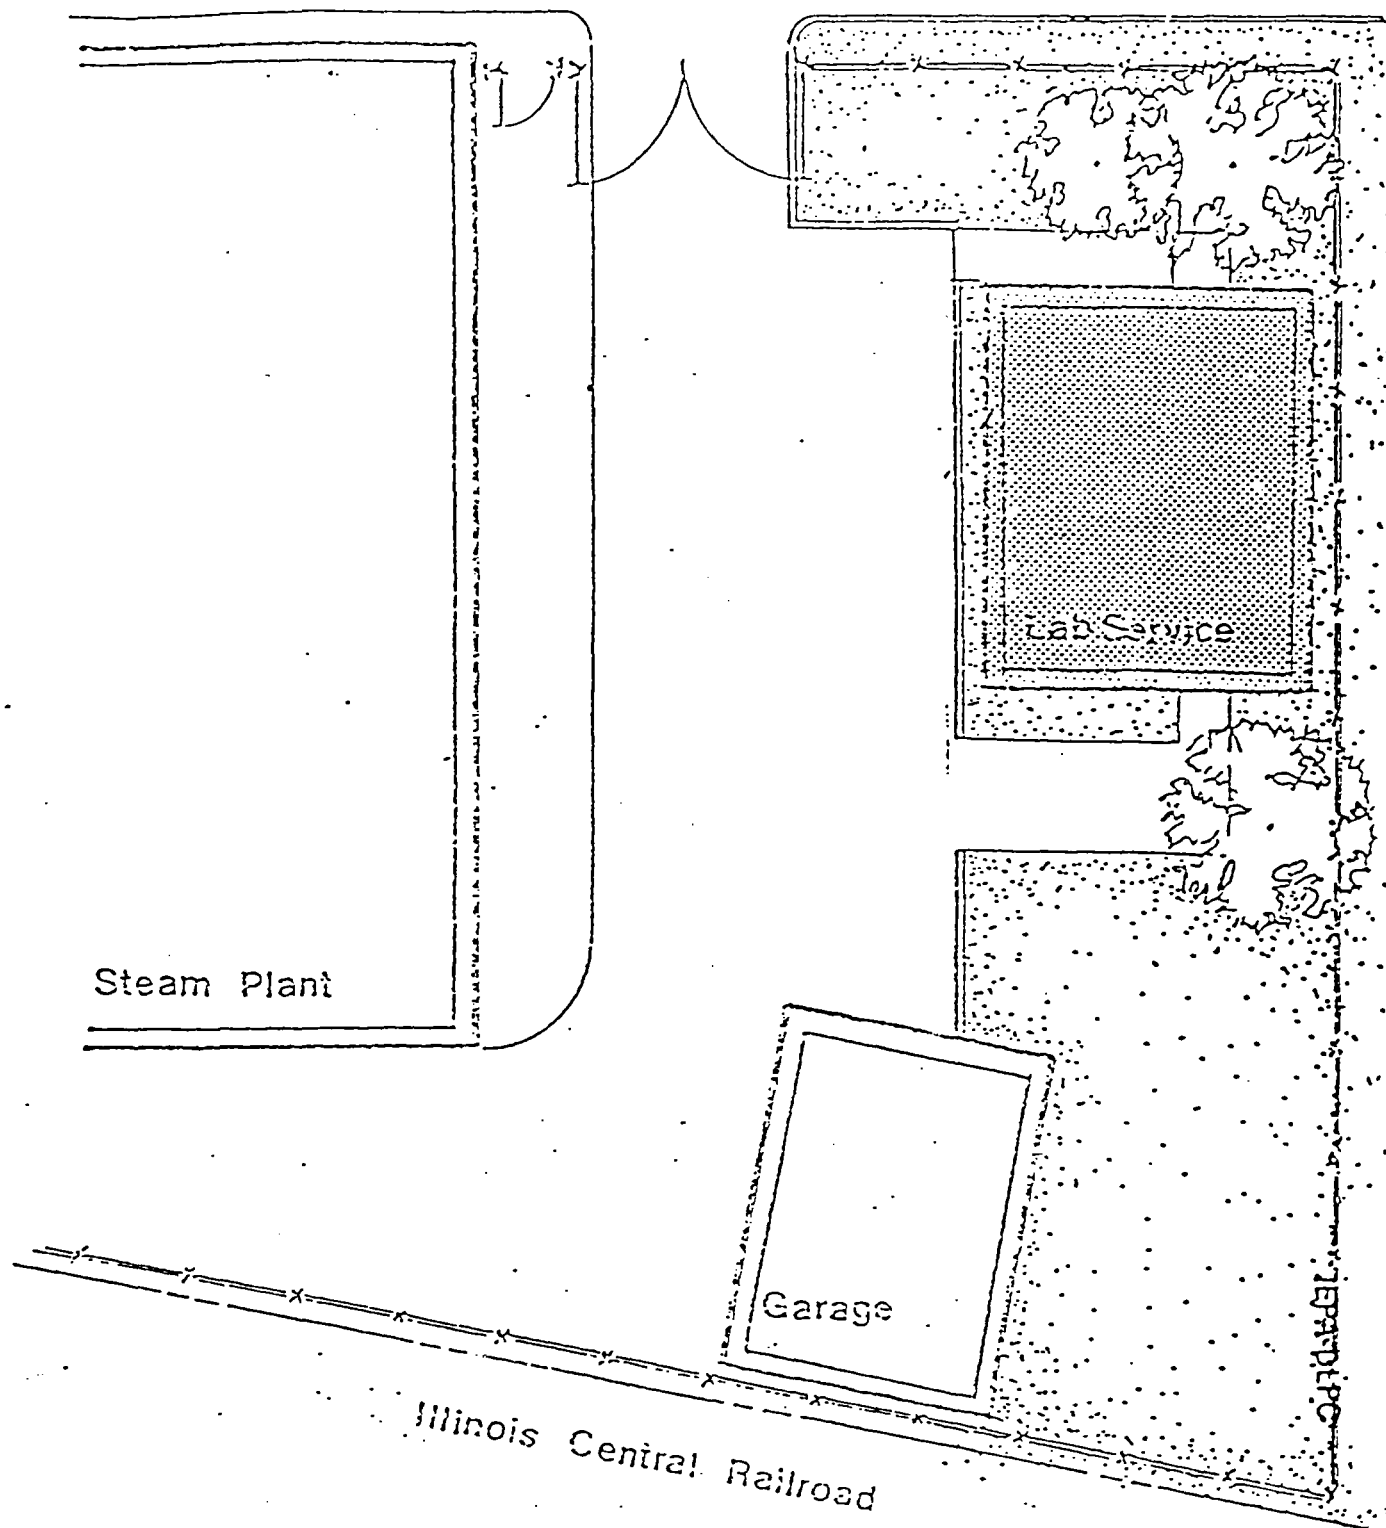 Lab Service
Steam Plant
Garage
IEPA-DLPC
Illinois Central Railroad